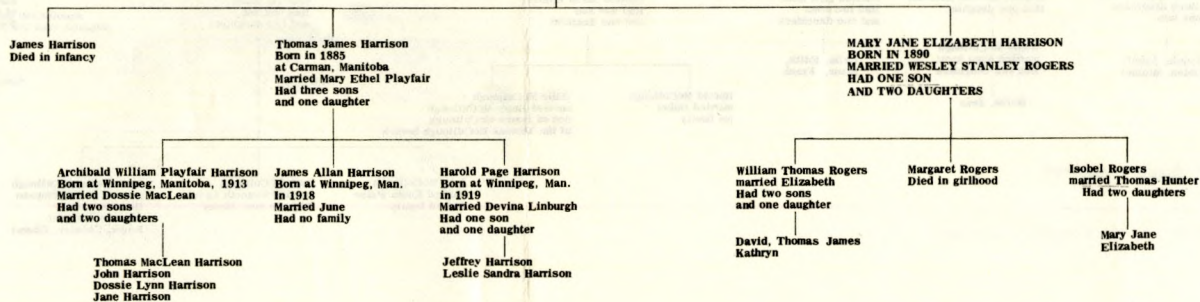 James Harrison
Died in infancy
Thomas James Harrison
Born in 1885
at Carman, Manitoba
Married Mary Ethel Playfair
Had three sons
and one daughter
MARY JANE ELIZABETH HARRISON
BORN IN 1890
MARRIED WESLEY STANLEY ROGERS
HAD ONE SON
AND TWO DAUGHTERS
Archibald William Playfair Harrison
Born at Winnipeg, Manitoba, 1913
Married Dossie MacLean
Had two sons
and two daughters
James Allan Harrison
Born at Winnipeg, Man.
In 1918
Married June
Had no family
Harold Page Harrison
Born at Winnipeg, Man.
in 1919
Married Devina Linburgh
Had one son
and one daughter
William Thomas Rogers
married Elizabeth
Had two sons
and one daughter
Margaret Rogers
Died in girlhood
Isobel Rogers
married Thomas Hunter
Had two daughters
Thomas MacLean Harrison
John Harrison
Dossie Lynn Harrison
Jane Harrison
Jeffrey Harrison
Leslie Sandra Harrison
David, Thomas James
Kathryn
Mary Jane
Elizabeth